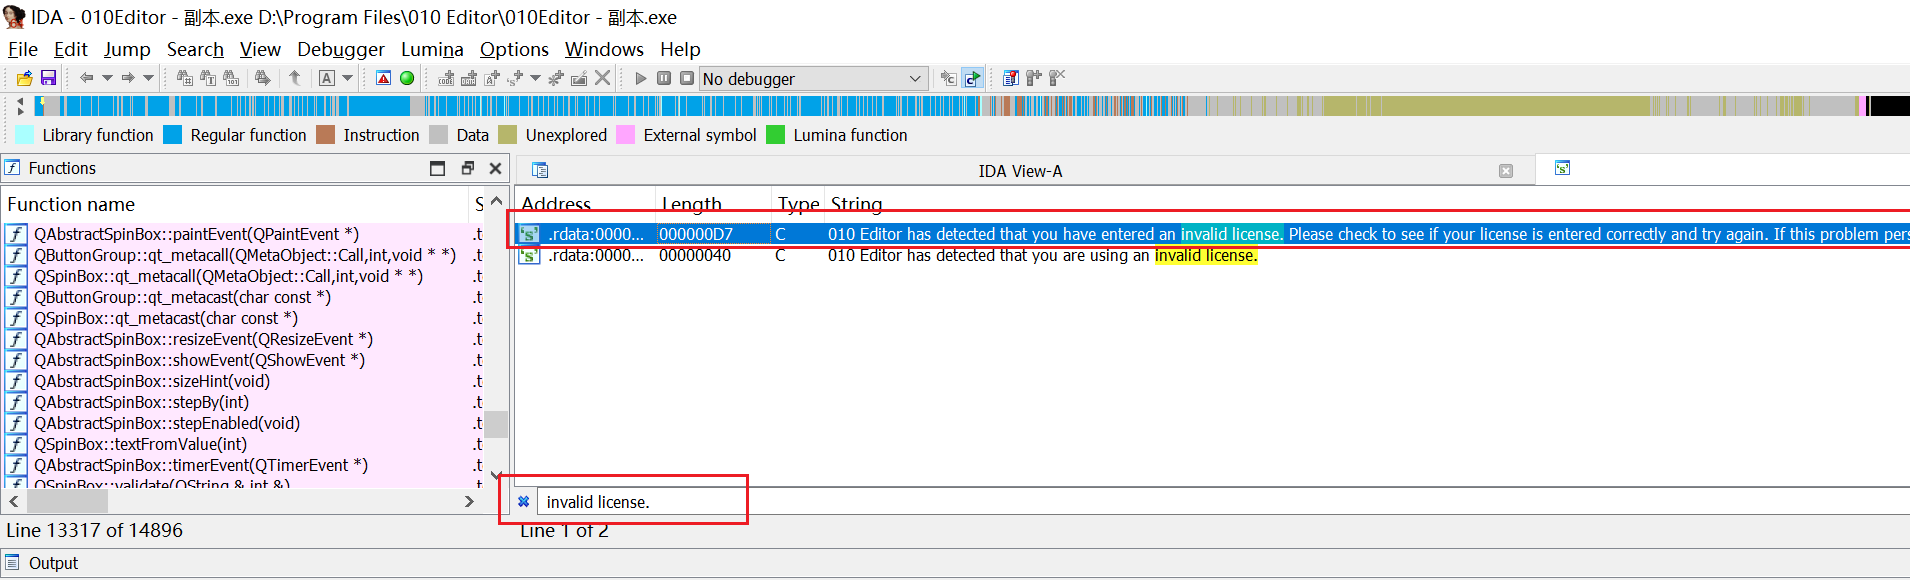 IDA - 010Editor - 副本.exe D:\Program Files\010 Editor\010Editor - 副本.exe
File Edit Jump Search View Debugger Lumina Options Windows Help
No debugger
Library function Regular function Instruction Data Unexplored External symbol Lumina function
Functions
IDA View-A
Function name S
Address Length Type String
QAbstractSpinBox::paintEvent(QPaintEvent *) .t
.rdata:0000... 000000D7 C 010 Editor has detected that you have entered an invalid license. Please check to see if your license is entered correctly and try again. If this problem pers
QButtonGroup::qt_metacall(QMetaObject::Call,int,void * *) .t
.rdata:0000... 00000040 C 010 Editor has detected that you are using an invalid license.
QSpinBox::qt_metacall(QMetaObject::Call,int,void * *) .t
QButtonGroup::qt_metacast(char const *) .t
QSpinBox::qt_metacast(char const *) .t
QAbstractSpinBox::resizeEvent(QResizeEvent *) .t
QAbstractSpinBox::showEvent(QShowEvent *) .t
QAbstractSpinBox::sizeHint(void) .t
QAbstractSpinBox::stepBy(int) .t
QAbstractSpinBox::stepEnabled(void) .t
QSpinBox::textFromValue(int) .t
QAbstractSpinBox::timerEvent(QTimerEvent *) .t
QSpinBox::validate(QString &,int &) .t
invalid license.
Line 13317 of 14896
Line 1 of 2
Output